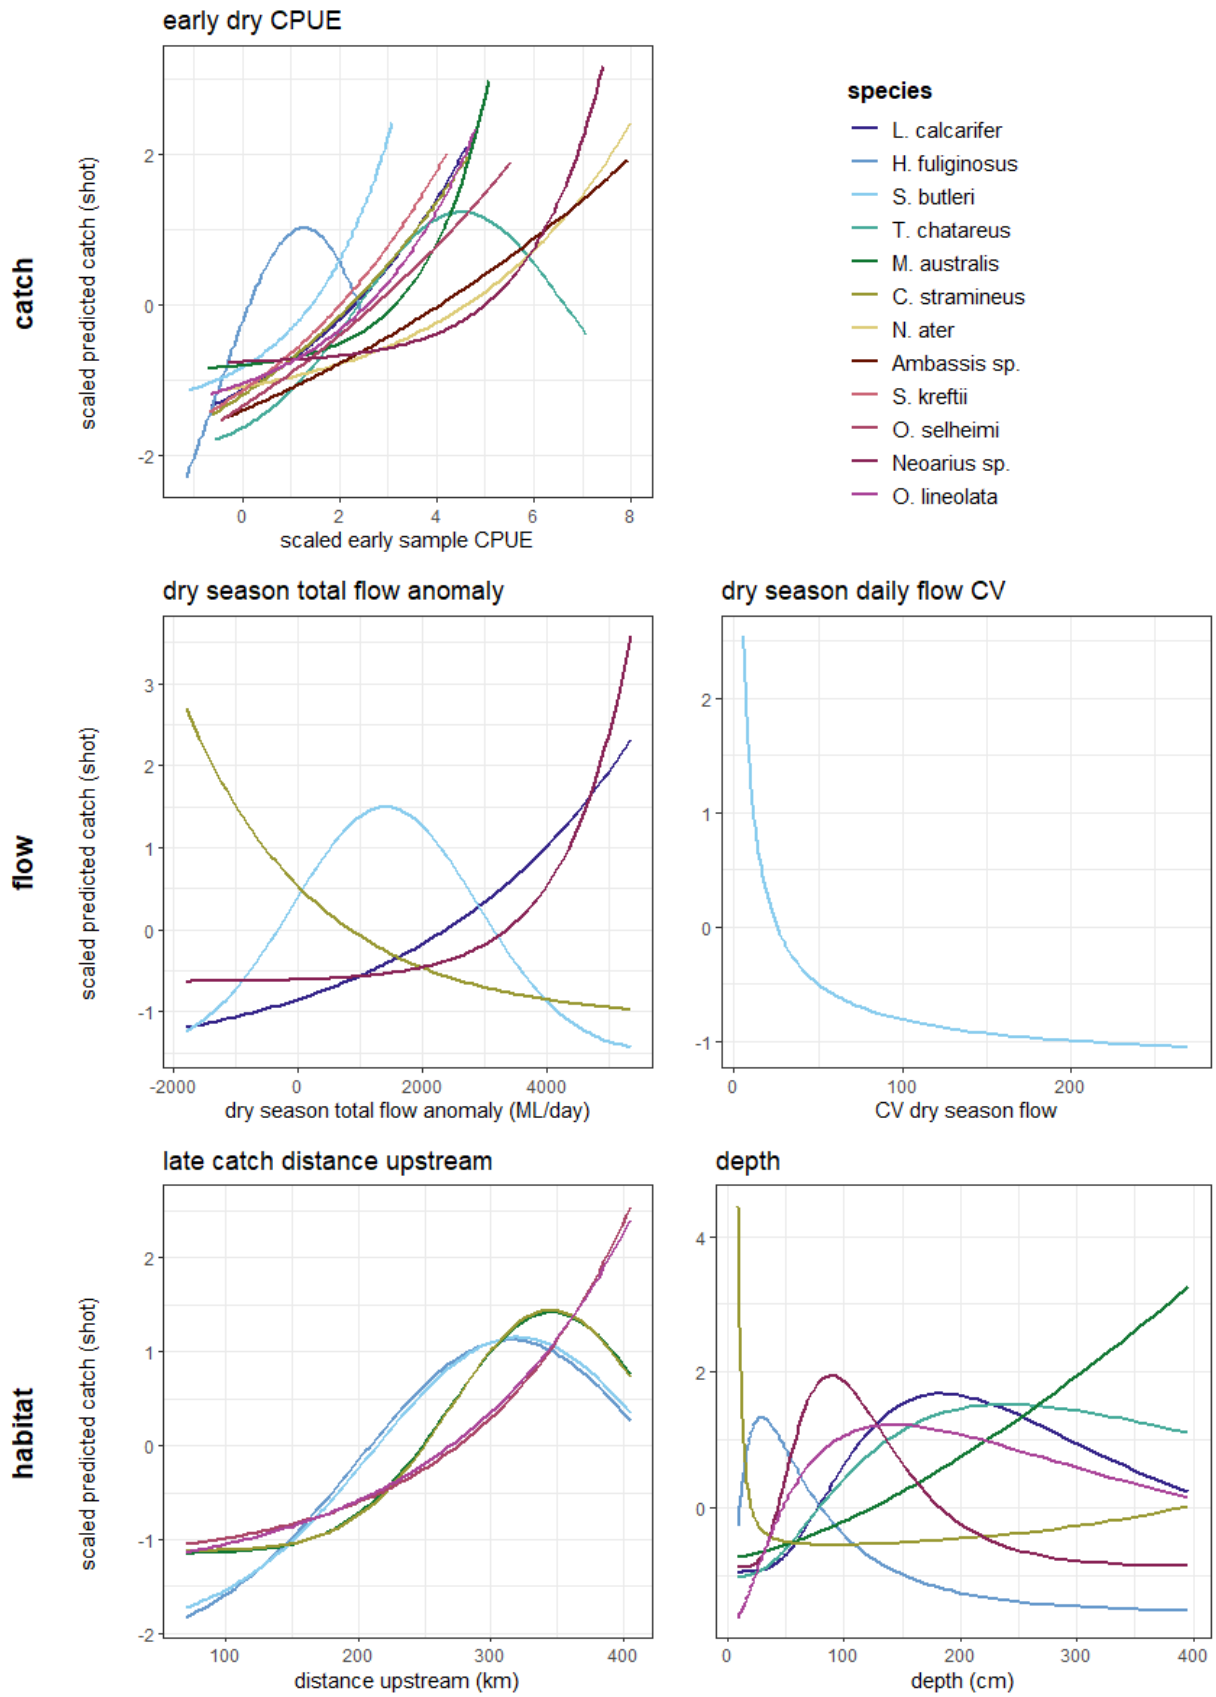 early dry CPUE
catch
scaled predicted catch (shot)
2
0
-2
0
2
4
6
8
scaled early sample CPUE
species
L. calcarifer
H. fuliginosus
S. butleri
T. chatareus
M. australis
C. stramineus
N. ater
Ambassis sp.
S. kreftii
O. selheimi
Neoarius sp.
O. lineolata
dry season total flow anomaly
flow
scaled predicted catch (shot)
3
2
1
0
-1
-2000
0
2000
4000
dry season total flow anomaly (ML/day)
dry season daily flow CV
2
1
0
-1
0
100
200
CV dry season flow
late catch distance upstream
habitat
scaled predicted catch (shot)
2
1
0
-1
-2
100
200
300
400
distance upstream (km)
depth
4
2
0
0
100
200
300
400
depth (cm)